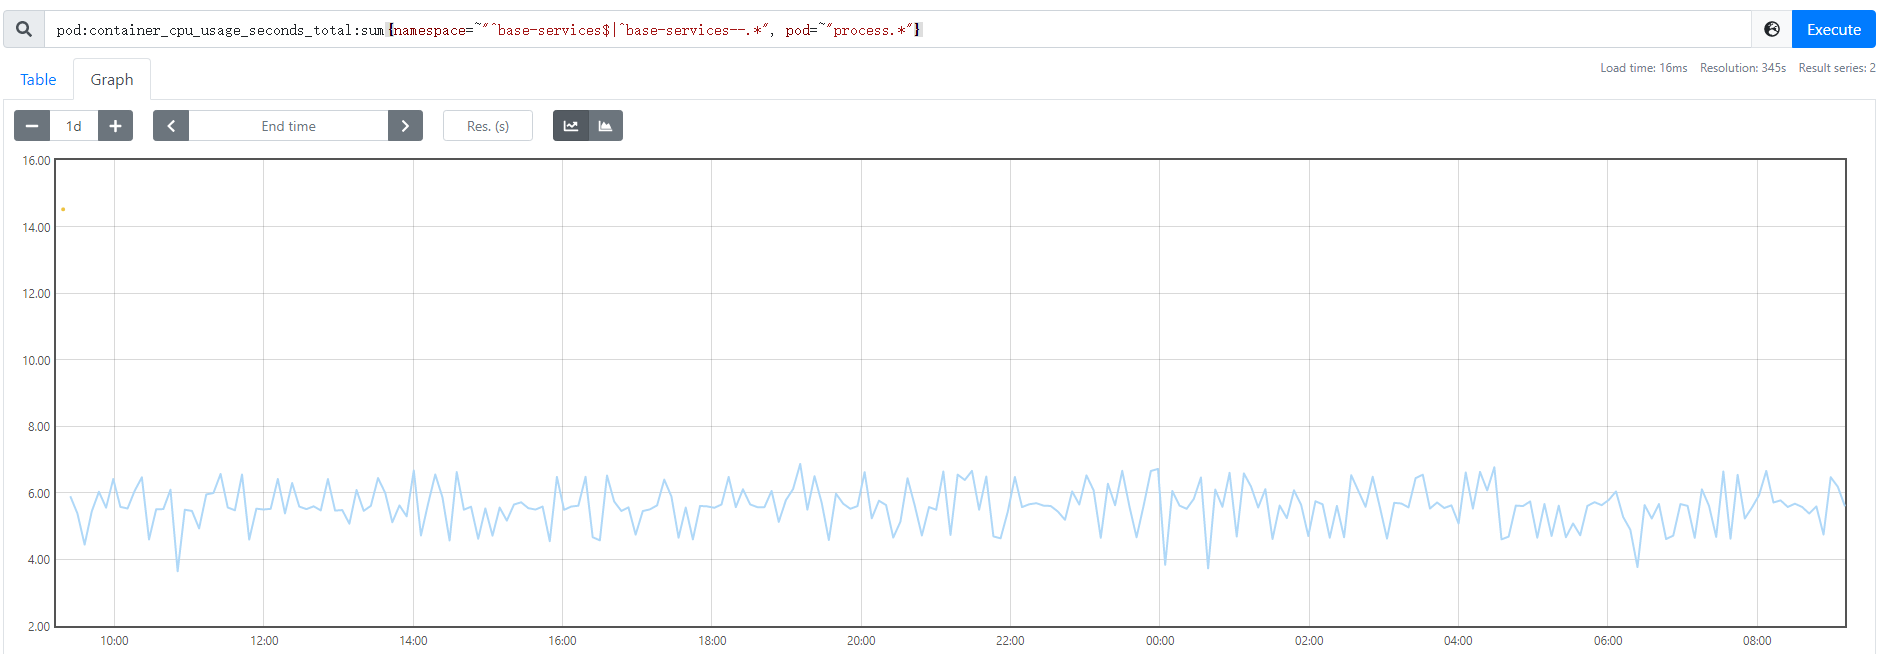 pod:container_cpu_usage_seconds_total:sum{namespace=~"^base-services$|^base-services--.*", pod=~"process.*"}
Execute
Table
Graph
Load time: 16ms Resolution: 345s Result series: 2
1d
End time
Res. (s)
16.00
14.00
12.00
10.00
8.00
6.00
4.00
2.00
10:00 12:00 14:00 16:00 18:00 20:00 22:00 00:00 02:00 04:00 06:00 08:00